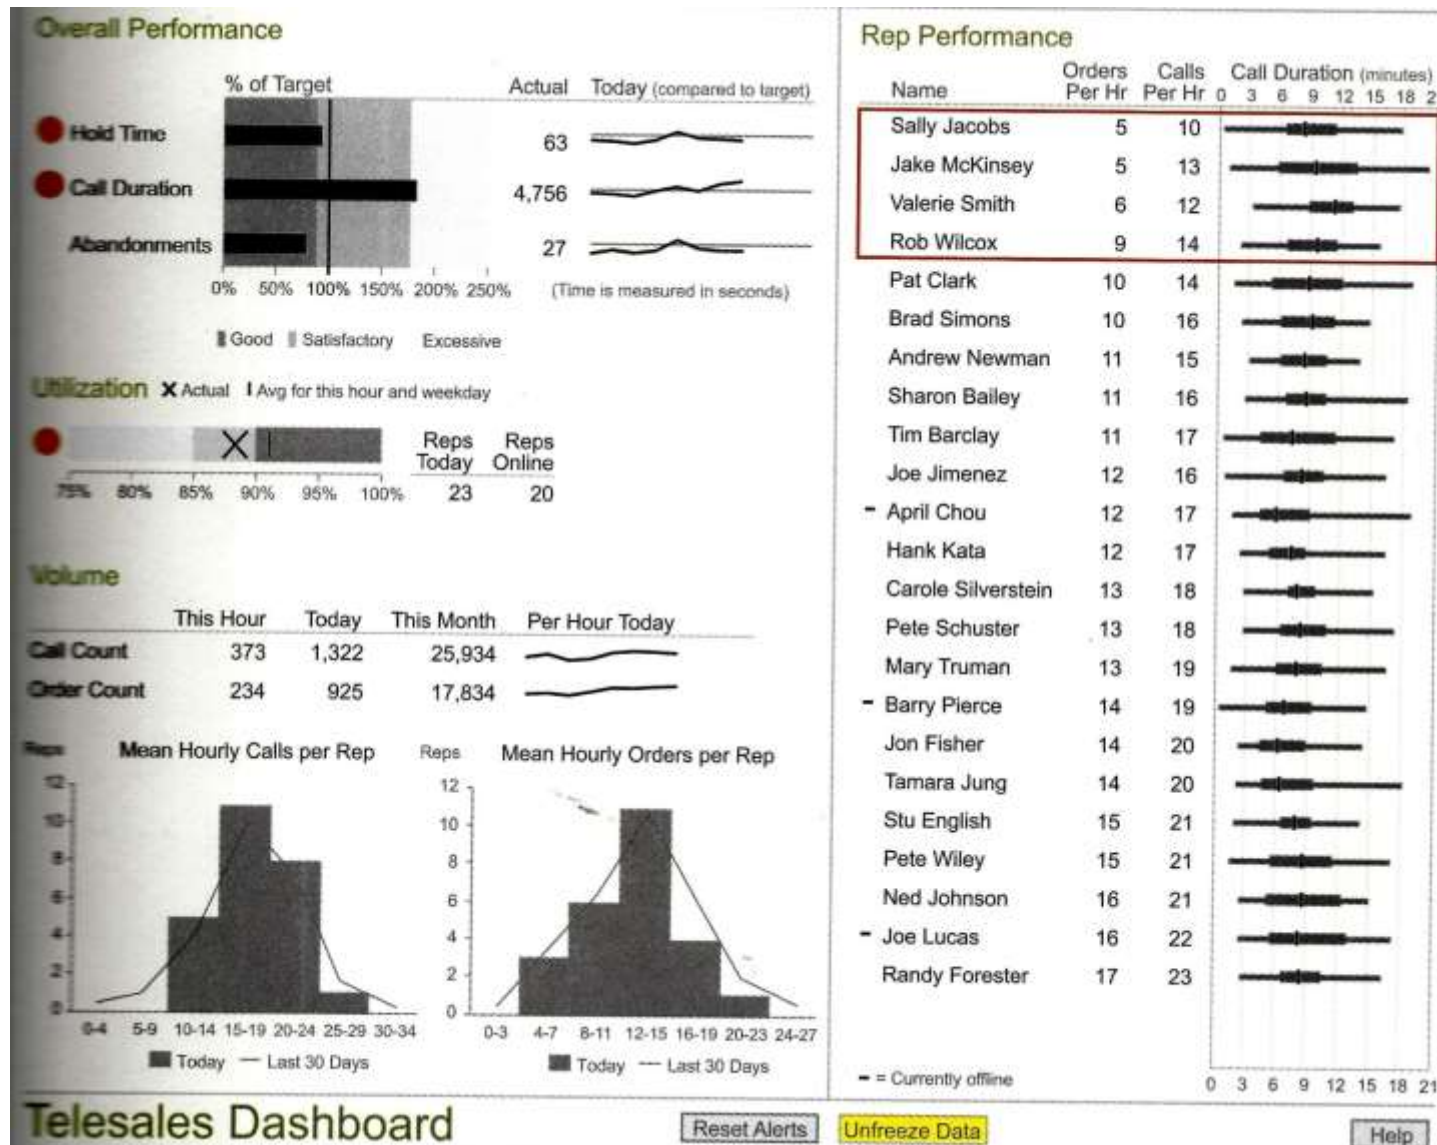 Overall Performance
% of Target Actual Today (compared to target)
Hold Time 63
Call Duration 4,756
Abandonments 27
0% 50% 100% 150% 200% 250% (Time is measured in seconds)
Good Satisfactory Excessive
Utilization X Actual I Avg for this hour and weekday
Reps Today Reps Online
75% 80% 85% 90% 95% 100% 23 20
Volume
This Hour Today This Month Per Hour Today
Call Count 373 1,322 25,934
Order Count 234 925 17,834
Reps Mean Hourly Calls per Rep
12
10
8
6
4
2
0
0-4 5-9 10-14 15-19 20-24 25-29 30-34
Today Last 30 Days
Reps Mean Hourly Orders per Rep
12
10
8
6
4
2
0
0-3 4-7 8-11 12-15 16-19 20-23 24-27
Today Last 30 Days
Rep Performance
Name Orders Per Hr Calls Per Hr Call Duration (minutes)
0 3 6 9 12 15 18 2
Sally Jacobs 5 10
Jake McKinsey 5 13
Valerie Smith 6 12
Rob Wilcox 9 14
Pat Clark 10 14
Brad Simons 10 16
Andrew Newman 11 15
Sharon Bailey 11 16
Tim Barclay 11 17
Joe Jimenez 12 16
- April Chou 12 17
Hank Kata 12 17
Carole Silverstein 13 18
Pete Schuster 13 18
Mary Truman 13 19
- Barry Pierce 14 19
Jon Fisher 14 20
Tamara Jung 14 20
Stu English 15 21
Pete Wiley 15 21
Ned Johnson 16 21
- Joe Lucas 16 22
Randy Forester 17 23
- = Currently offline
0 3 6 9 12 15 18 21
Telesales Dashboard Reset Alerts Unfreeze Data Help